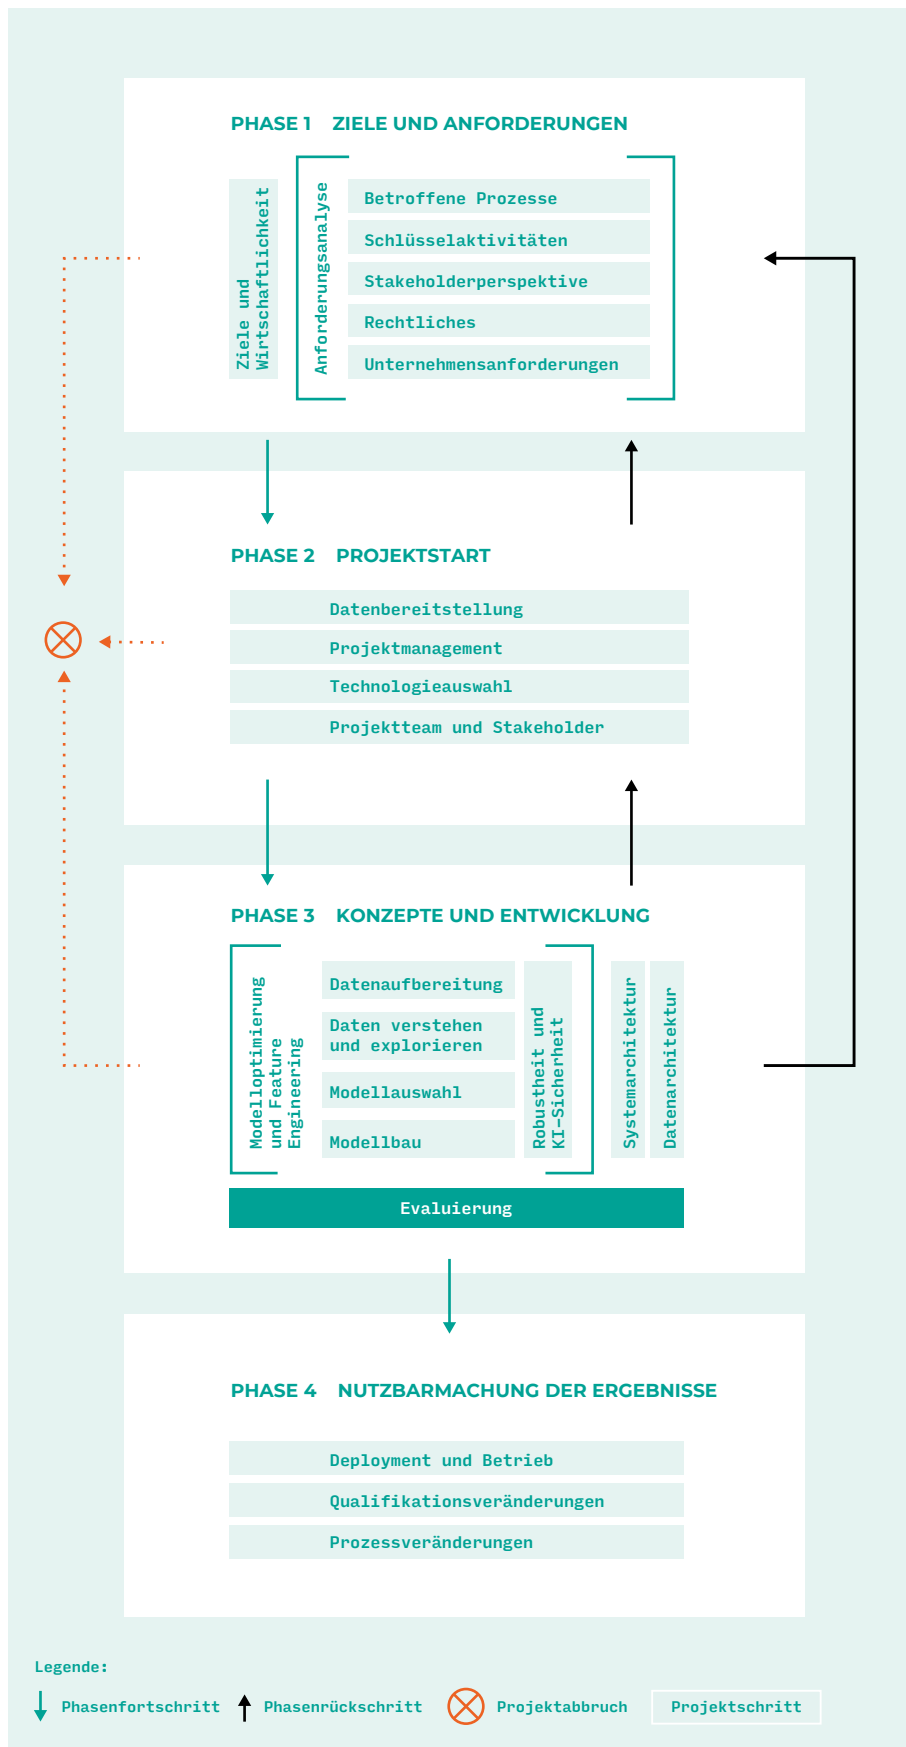 PHASE 1 ZIELE UND ANFORDERUNGEN
Ziele und
Wirtschaftlichkeit
Anforderungsanalyse
Betroffene Prozesse
Schlüsselaktivitäten
Stakeholderperspektive
Rechtliches
Unternehmensanforderungen
PHASE 2 PROJEKTSTART
Datenbereitstellung
Projektmanagement
Technologieauswahl
Projektteam und Stakeholder
PHASE 3 KONZEPTE UND ENTWICKLUNG
Modelloptimierung
und Feature
Engineering
Datenaufbereitung
Daten verstehen
und explorieren
Modellauswahl
Modellbau
Robustheit und
KI-Sicherheit
Systemarchitektur
Datenarchitektur
Evaluierung
PHASE 4 NUTZBARMACHUNG DER ERGEBNISSE
Deployment und Betrieb
Qualifikationsveränderungen
Prozessveränderungen
Legende:
Phasenfortschritt
Phasenrückschritt
Projektabbruch
Projektschritt